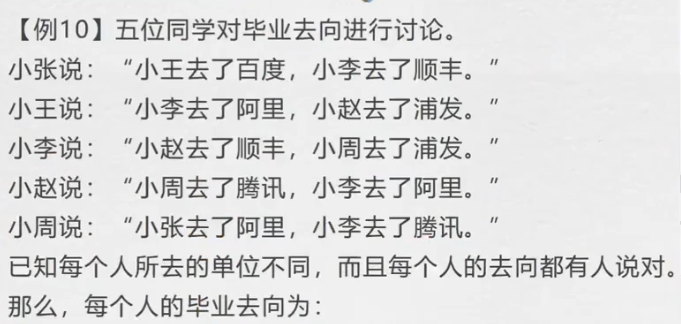 【例10】五位同学对毕业去向进行讨论。
小张说：“小王去了百度，小李去了顺丰。”
小王说：“小李去了阿里，小赵去了浦发。”
小李说：“小赵去了顺丰，小周去了浦发。”
小赵说：“小周去了腾讯，小李去了阿里。”
小周说：“小张去了阿里，小李去了腾讯。”
已知每个人所去的单位不同，而且每个人的去向都有人说对。
那么，每个人的毕业去向为：